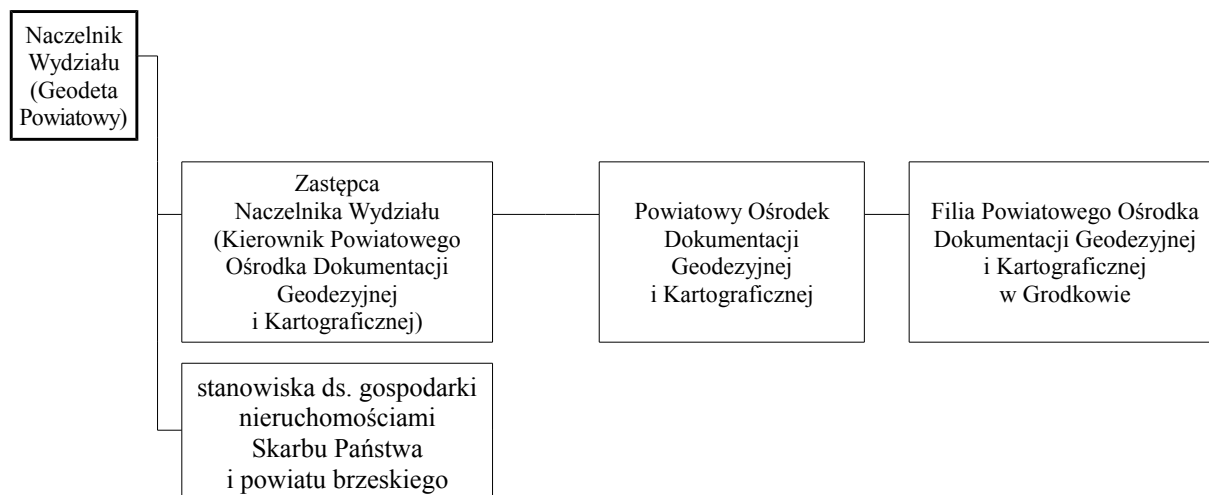 Naczelnik
Wydziału
(Geodeta
Powiatowy)
Zastępca
Naczelnika Wydziału
(Kierownik Powiatowego
Ośrodka Dokumentacji
Geodezyjnej
i Kartograficznej)
Powiatowy Ośrodek
Dokumentacji
Geodezyjnej
i Kartograficznej
Filia Powiatowego Ośrodka
Dokumentacji Geodezyjnej
i Kartograficznej
w Grodkowie
stanowiska ds. gospodarki
nieruchomościami
Skarbu Państwa
i powiatu brzeskiego